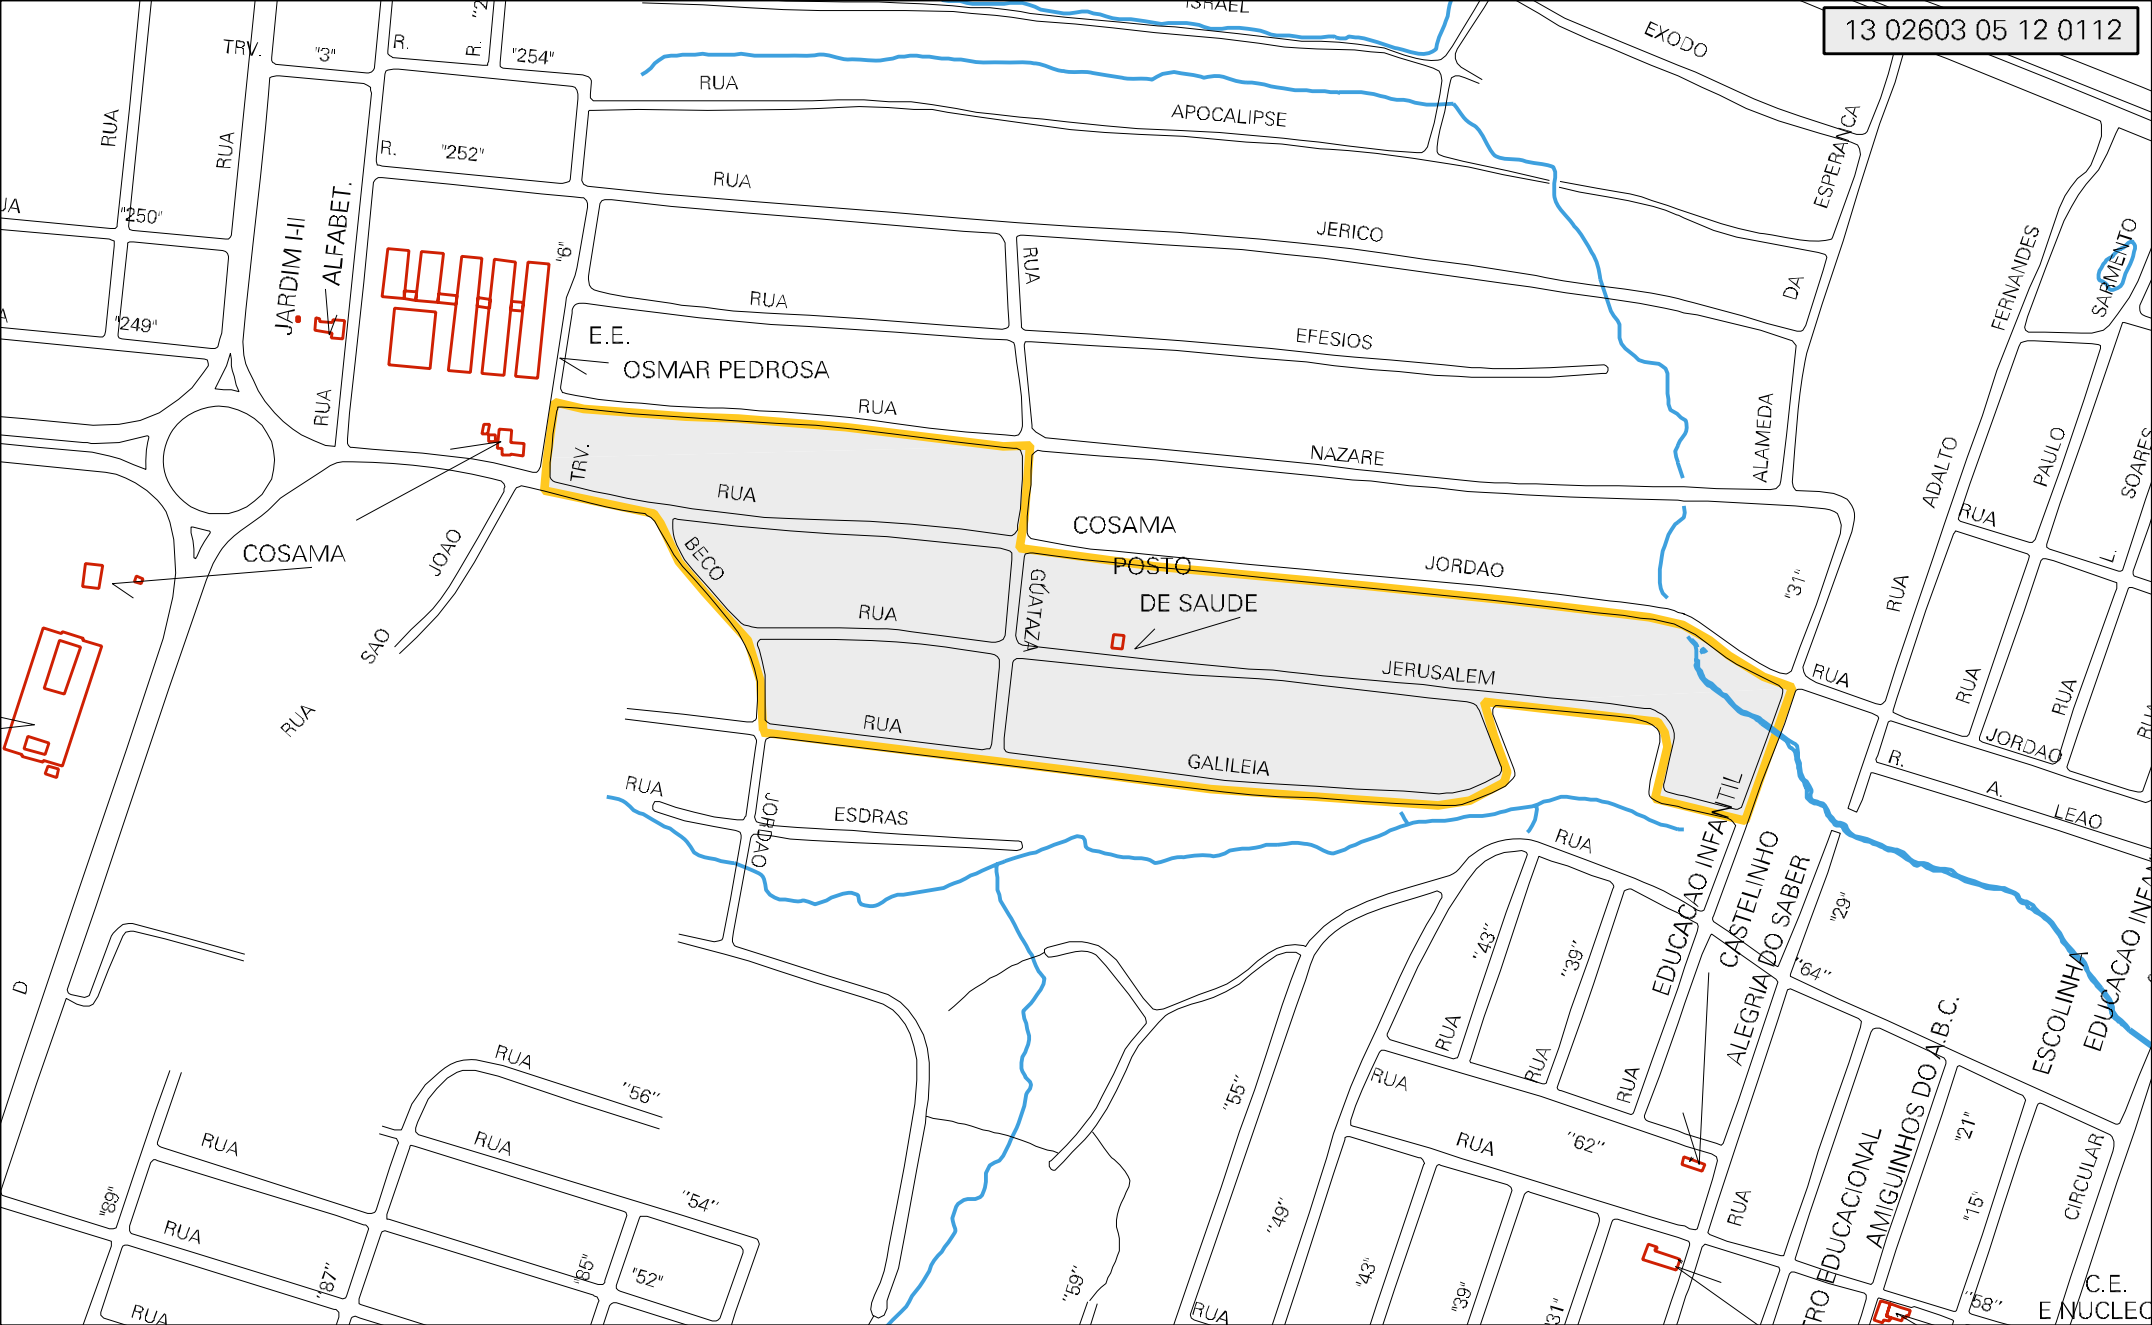 ISRAEL
EXODO
13 02603 05 12 0112
TRV.
"3"
R.
R.
"254"
RUA
APOCALIPSE
RUA
RUA
R.
"252"
RUA
JERICO
ESPERANCA
"250"
JARDIM I-II
ALFABET.
"6"
RUA
RUA
EFESIOS
DA
FERNANDES
SARMENTO
"249"
E.E.
OSMAR PEDROSA
RUA
RUA
NAZARE
ALAMEDA
ADALTO
PAULO
SOARES
TRV.
RUA
COSAMA
POSTO
DE SAUDE
JORDAO
RUA
L.
COSAMA
JOAO
SAO
RUA
BECO
RUA
GUATAZA
JERUSALEM
"31"
RUA
RUA
RUA
RUA
JORDAO
RUA
GALILEIA
R.
A.
LEAO
RUA
ESDRAS
JORDAO
RUA
EDUCACAO INFANTIL
CASTELINHO
ALEGRIA DO SABER
"29"
"64"
"43"
"39"
D
RUA
RUA
RUA
ESCOLINHA
EDUCACAO INFAN
RUA
"56"
RUA
RUA
"54"
"55"
RUA
RUA
"62"
"89"
RUA
"87"
"85"
"52"
RUA
"59"
"49"
"43"
"39"
"31"
RUA
RUA
EDUCACIONAL
AMIGUINHOS DO A.B.C.
"21"
"15"
CIRCULAR
"58"
C.E.
E NUCLEO